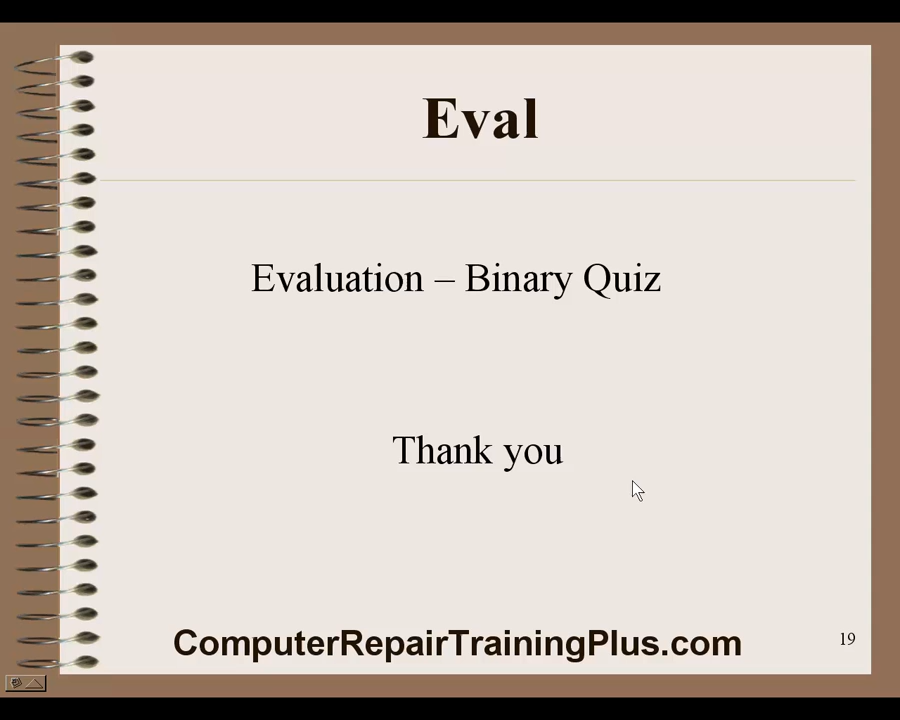 Eval
Evaluation – Binary Quiz
Thank you
ComputerRepairTrainingPlus.com
19